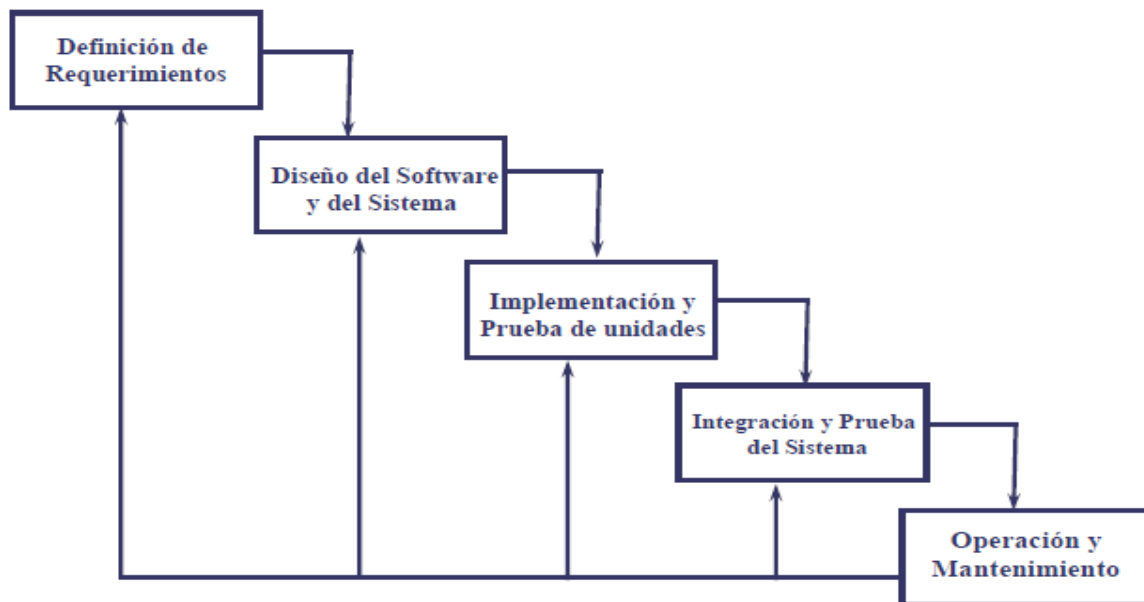 Definición de
Requerimientos
Diseño del Software
y del Sistema
Implementación y
Prueba de unidades
Integración y Prueba
del Sistema
Operación y
Mantenimiento